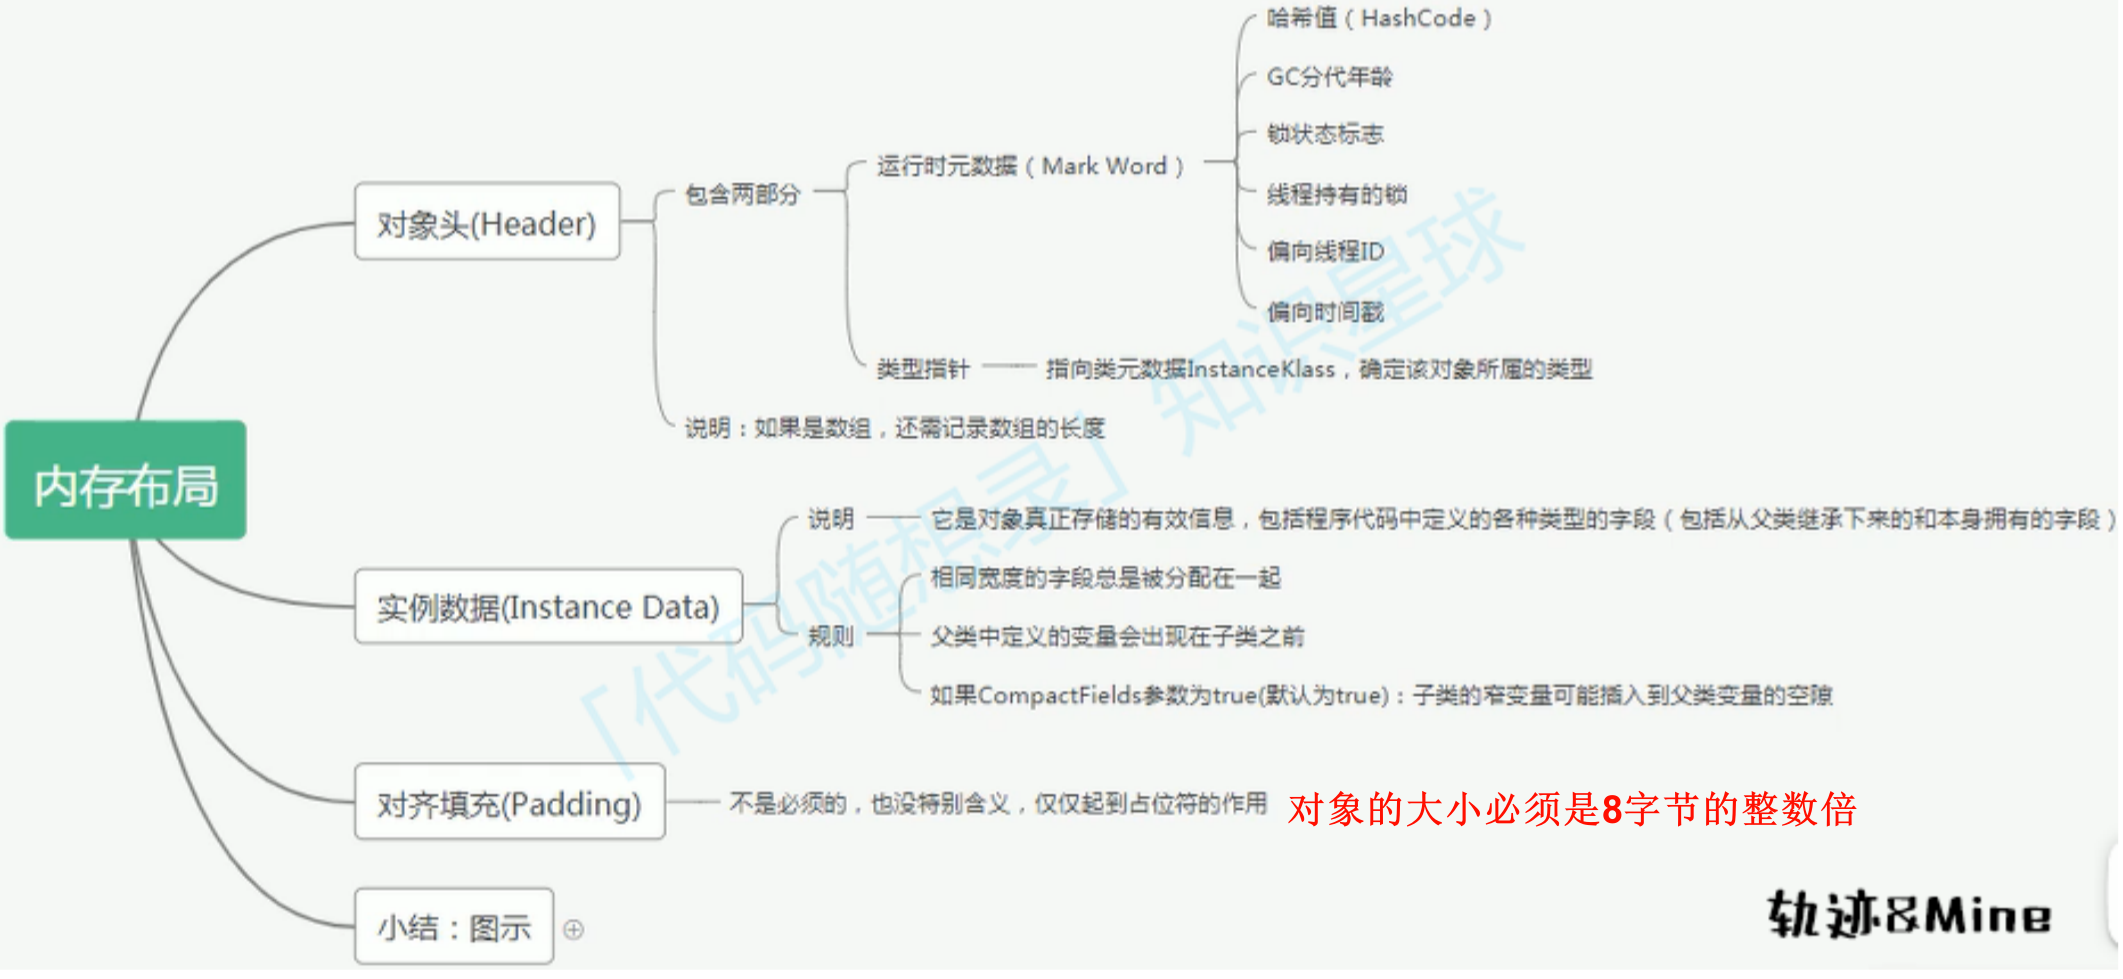 哈希值（HashCode）
GC分代年龄
锁状态标志
运行时元数据（Mark Word）
包含两部分
线程持有的锁
对象头(Header)
偏向线程ID
偏向时间戳
类型指针
指向类元数据InstanceKlass，确定该对象所属的类型
说明：如果是数组，还需记录数组的长度
内存布局
说明
它是对象真正存储的有效信息，包括程序代码中定义的各种类型的字段（包括从父类继承下来的和本身拥有的字段）
相同宽度的字段总是被分配在一起
实例数据(Instance Data)
规则
父类中定义的变量会出现在子类之前
如果CompactFields参数为true(默认为true)：子类的窄变量可能插入到父类变量的空隙
对齐填充(Padding)
不是必须的，也没特别含义，仅仅起到占位符的作用
对象的大小必须是8字节的整数倍
小结：图示
「代码随想录」知识星球
轨迹&Mine